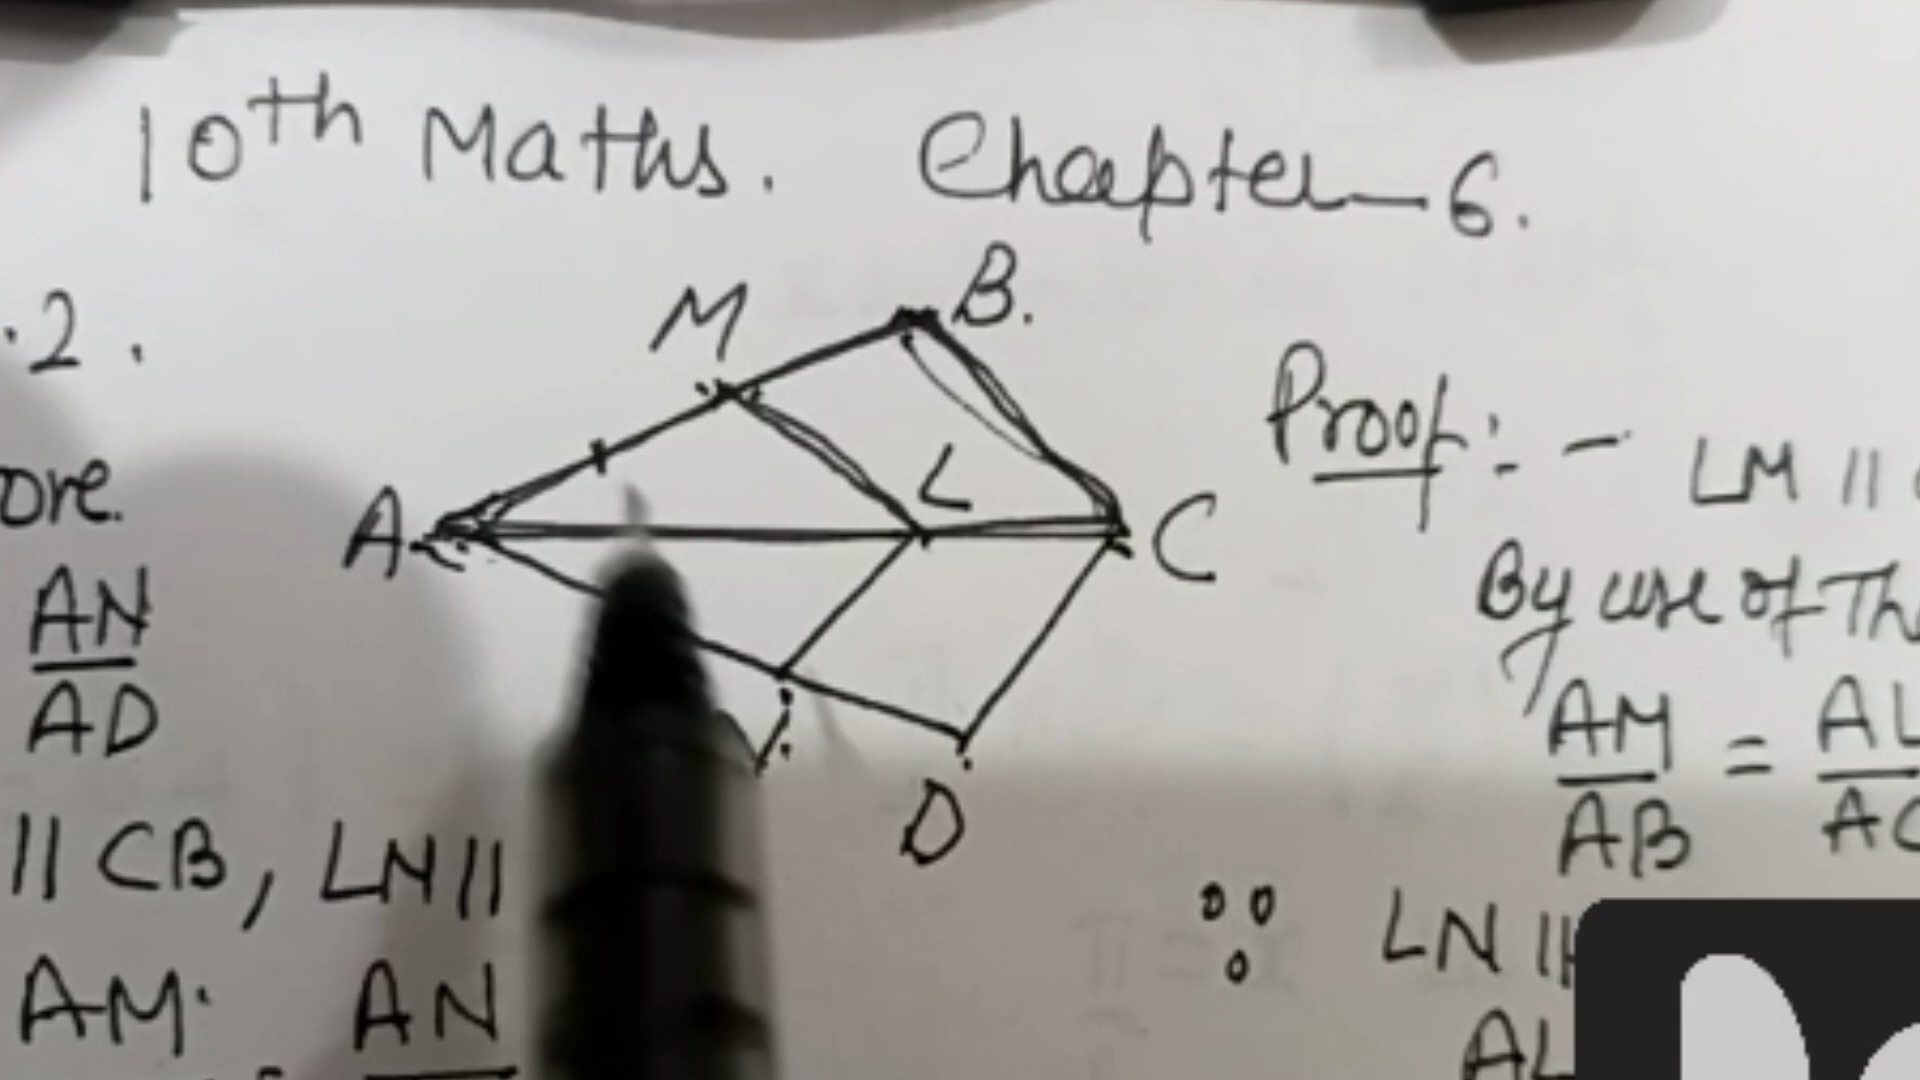 10th Maths. Chapter-6.
.2.
M
B.
L
A
C
D
ore.
AN
AD
|| CB, LN ||
AM. AN
Proof:-
LM ||
By use of Th
AM = AL
AB AC
∵ LN ||
AL